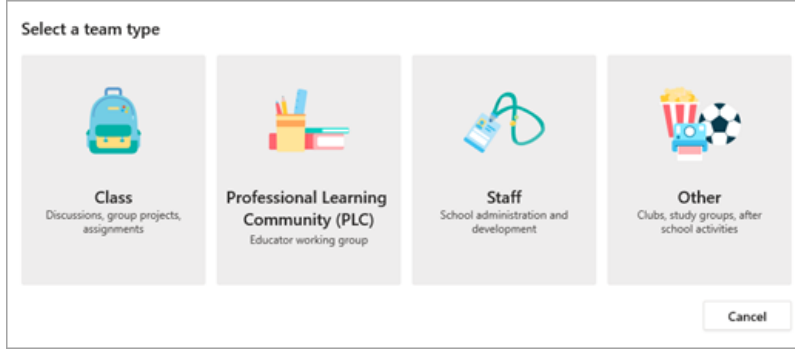 Select a team type
Class
Discussions, group projects,
assignments
Professional Learning
Community (PLC)
Educator working group
Staff
School administration and
development
Other
Clubs, study groups, after
school activities
Cancel